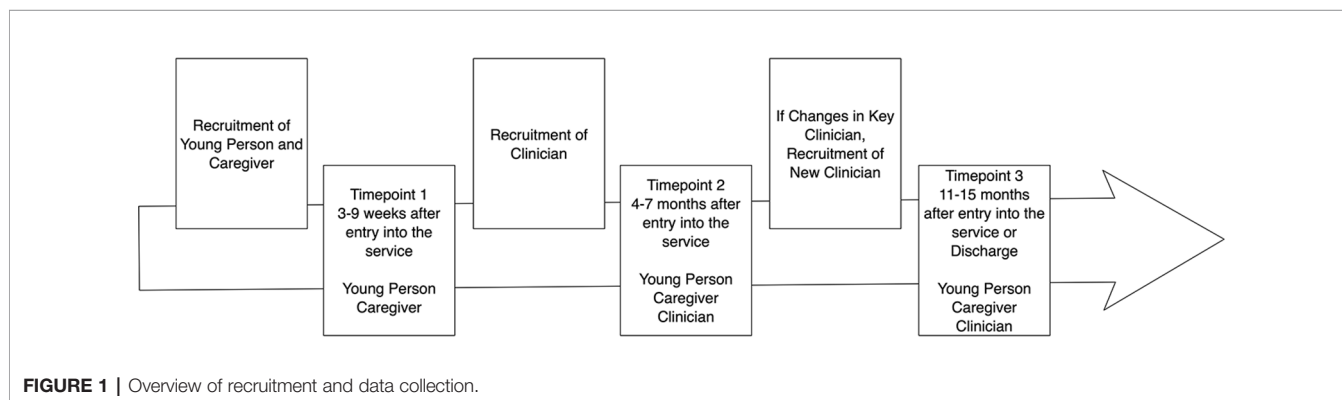 Recruitment of
Young Person and
Caregiver
Timepoint 1
3-9 weeks after
entry into the
service
Young Person
Caregiver
Recruitment of
Clinician
Timepoint 2
4-7 months after
entry into the
service
Young Person
Caregiver
Clinician
If Changes in Key
Clinician,
Recruitment of
New Clinician
Timepoint 3
11-15 months
after entry into the
service or
Discharge
Young Person
Caregiver
Clinician
FIGURE 1 | Overview of recruitment and data collection.